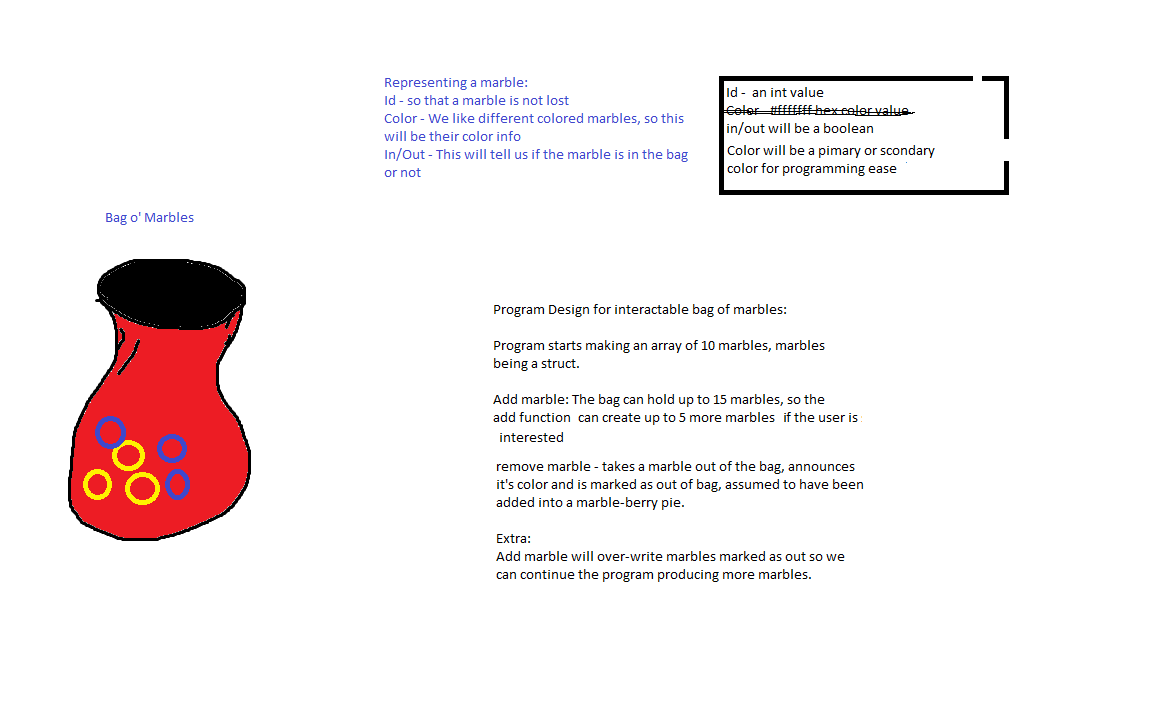 Representing a marble:
Id - so that a marble is not lost
Color - We like different colored marbles, so this
will be their color info
In/Out - This will tell us if the marble is in the bag
or not
Id -  an int value
Color - #fffffff hex color value.
in/out will be a boolean
Color will be a pimary or scondary
color for programming ease
Bag o' Marbles
Program Design for interactable bag of marbles:
Program starts making an array of 10 marbles, marbles
being a struct.
Add marble: The bag can hold up to 15 marbles, so the
add function  can create up to 5 more marbles  if the user is
interested
remove marble - takes a marble out of the bag, announces
it's color and is marked as out of bag, assumed to have been
added into a marble-berry pie.
Extra:
Add marble will over-write marbles marked as out so we
can continue the program producing more marbles.